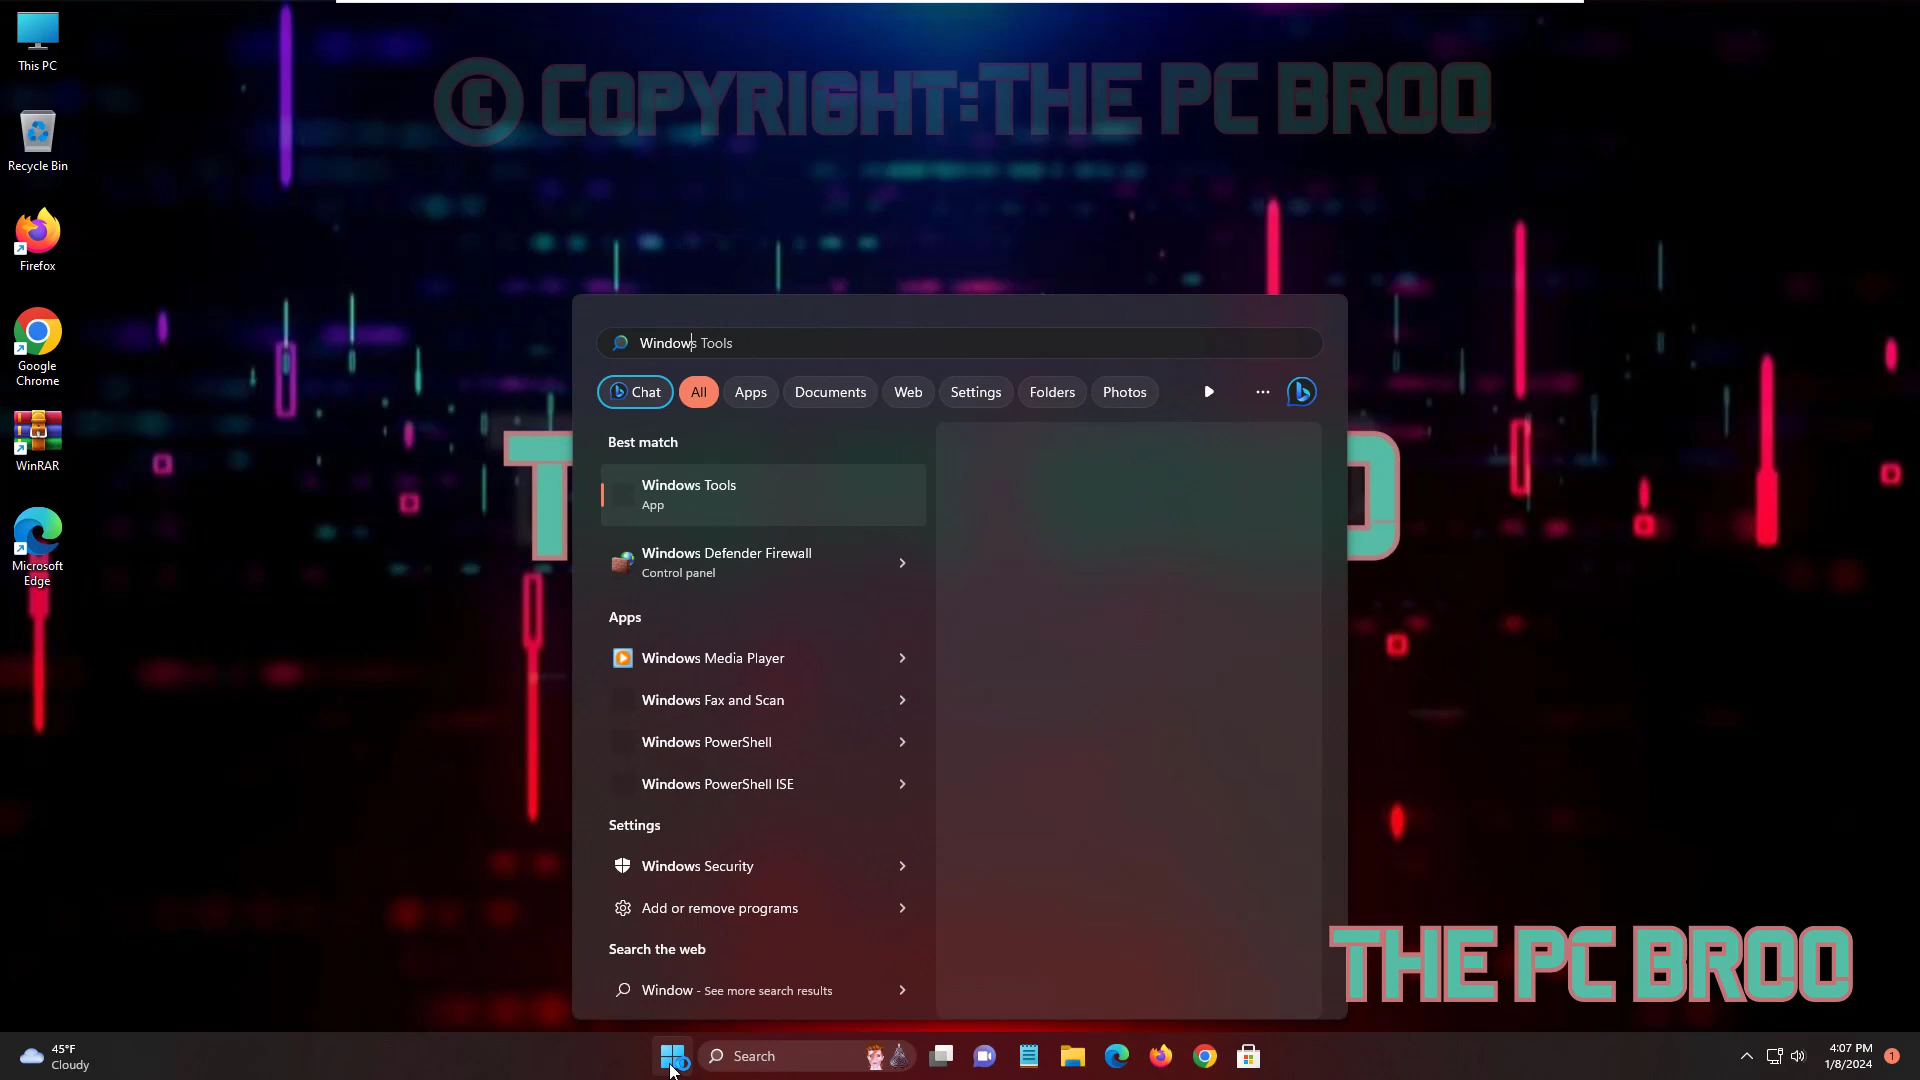 © Copyright:THE PC BROO
This PC
Recycle Bin
Firefox
Google
Chrome
WinRAR
Microsoft
Edge
Windows Tools
Chat
All
Apps
Documents
Web
Settings
Folders
Photos
Best match
Windows Tools
App
Windows Defender Firewall
Control panel
Apps
Windows Media Player
Windows Fax and Scan
Windows PowerShell
Windows PowerShell ISE
Settings
Windows Security
Add or remove programs
Search the web
Window - See more search results
THE PC BROO
45°F
Cloudy
Search
4:07 PM
1/8/2024
1